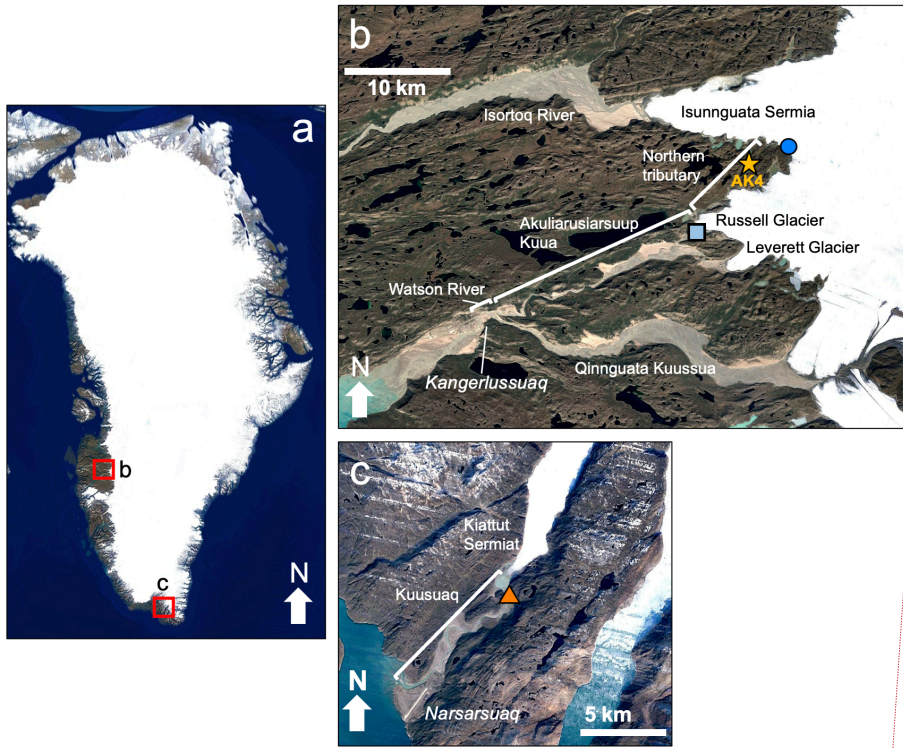 a
b
c
N
b
10 km
Isortoq River
Isunnguata Sermia
Northern
tributary
AK4
Akuliarusiarsuup
Kuua
Russell Glacier
Leverett Glacier
Watson River
N
Kangerlussuaq
Qinnguata Kuussua
c
Kiattut
Sermiat
Kuusuaq
N
Narsarsuaq
5 km